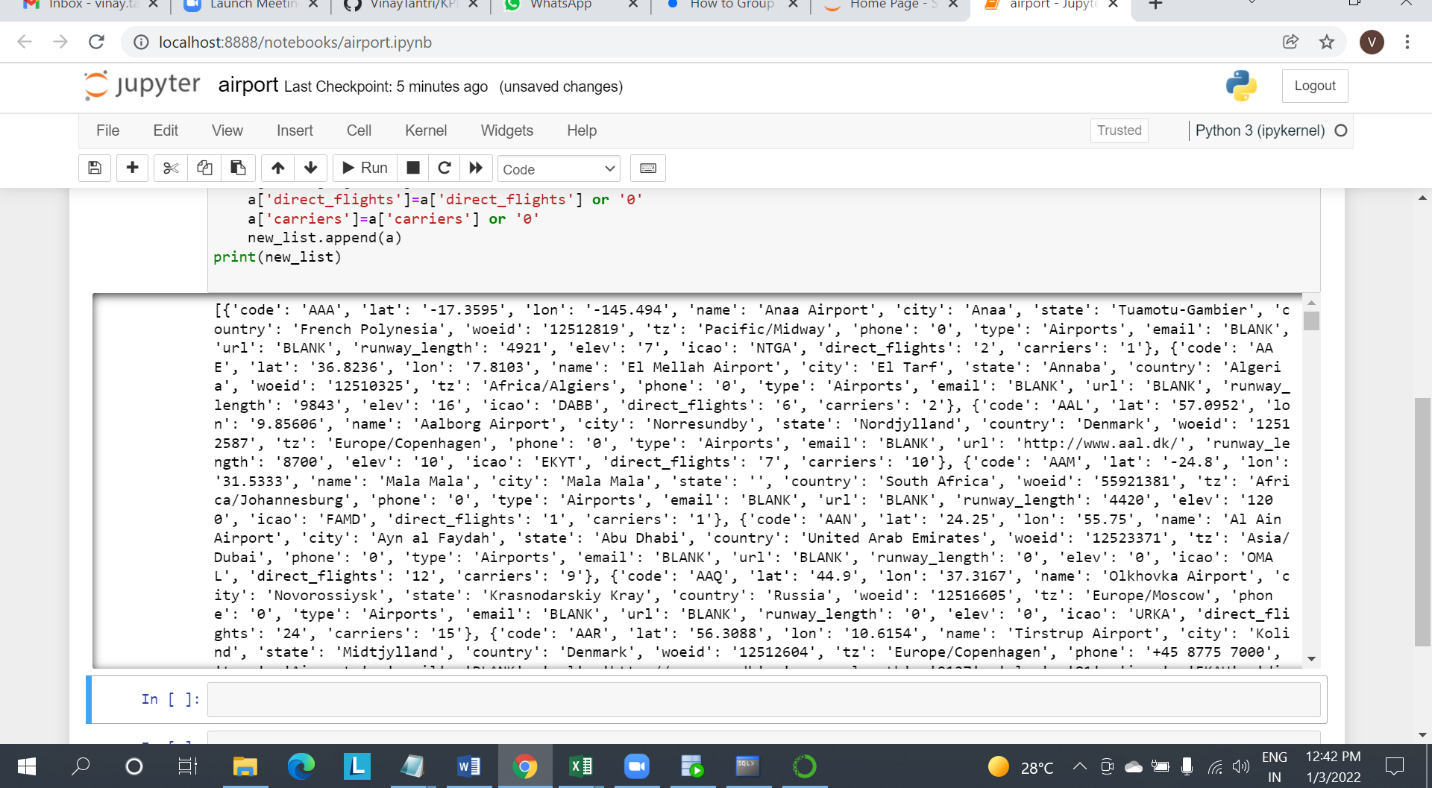 Inbox - vinay.ta
Launch Meetin
VinayTantri/KPI
WhatsApp
How to Group
Home Page - S
airport - Jupyte
localhost:8888/notebooks/airport.ipynb
V
jupyter airport Last Checkpoint: 5 minutes ago (unsaved changes)
Logout
File Edit View Insert Cell Kernel Widgets Help
Trusted
Python 3 (ipykernel)
Run
Code
a['direct_flights']=a['direct_flights'] or '0'
a['carriers']=a['carriers'] or '0'
new_list.append(a)
print(new_list)
[{'code': 'AAA', 'lat': '-17.3595', 'lon': '-145.494', 'name': 'Anaa Airport', 'city': 'Anaa', 'state': 'Tuamotu-Gambier', 'c
ountry': 'French Polynesia', 'woeid': '12512819', 'tz': 'Pacific/Midway', 'phone': '0', 'type': 'Airports', 'email': 'BLANK',
'url': 'BLANK', 'runway_length': '4921', 'elev': '7', 'icao': 'NTGA', 'direct_flights': '2', 'carriers': '1'}, {'code': 'AA
E', 'lat': '36.8236', 'lon': '7.8103', 'name': 'El Mellah Airport', 'city': 'El Tarf', 'state': 'Annaba', 'country': 'Algeri
a', 'woeid': '12510325', 'tz': 'Africa/Algiers', 'phone': '0', 'type': 'Airports', 'email': 'BLANK', 'url': 'BLANK', 'runway_
length': '9843', 'elev': '16', 'icao': 'DABB', 'direct_flights': '6', 'carriers': '2'}, {'code': 'AAL', 'lat': '57.0952', 'lo
n': '9.85606', 'name': 'Aalborg Airport', 'city': 'Norresundby', 'state': 'Nordjylland', 'country': 'Denmark', 'woeid': '1251
2587', 'tz': 'Europe/Copenhagen', 'phone': '0', 'type': 'Airports', 'email': 'BLANK', 'url': 'http://www.aal.dk/', 'runway_le
ngth': '8700', 'elev': '10', 'icao': 'EKYT', 'direct_flights': '7', 'carriers': '10'}, {'code': 'AAM', 'lat': '-24.8', 'lon':
'31.5333', 'name': 'Mala Mala', 'city': 'Mala Mala', 'state': '', 'country': 'South Africa', 'woeid': '55921381', 'tz': 'Afri
ca/Johannesburg', 'phone': '0', 'type': 'Airports', 'email': 'BLANK', 'url': 'BLANK', 'runway_length': '4420', 'elev': '120
0', 'icao': 'FAMD', 'direct_flights': '1', 'carriers': '1'}, {'code': 'AAN', 'lat': '24.25', 'lon': '55.75', 'name': 'Al Ain
Airport', 'city': 'Ayn al Faydah', 'state': 'Abu Dhabi', 'country': 'United Arab Emirates', 'woeid': '12523371', 'tz': 'Asia/
Dubai', 'phone': '0', 'type': 'Airports', 'email': 'BLANK', 'url': 'BLANK', 'runway_length': '0', 'elev': '0', 'icao': 'OMA
L', 'direct_flights': '12', 'carriers': '9'}, {'code': 'AAQ', 'lat': '44.9', 'lon': '37.3167', 'name': 'Olkhovka Airport', 'c
ity': 'Novorossiysk', 'state': 'Krasnodarskiy Kray', 'country': 'Russia', 'woeid': '12516605', 'tz': 'Europe/Moscow', 'phon
e': '0', 'type': 'Airports', 'email': 'BLANK', 'url': 'BLANK', 'runway_length': '0', 'elev': '0', 'icao': 'URKA', 'direct_fli
ghts': '24', 'carriers': '15'}, {'code': 'AAR', 'lat': '56.3088', 'lon': '10.6154', 'name': 'Tirstrup Airport', 'city': 'Koli
nd', 'state': 'Midtjylland', 'country': 'Denmark', 'woeid': '12512604', 'tz': 'Europe/Copenhagen', 'phone': '+45 8775 7000',
In [ ]:
28°C
ENG
IN
12:42 PM
1/3/2022